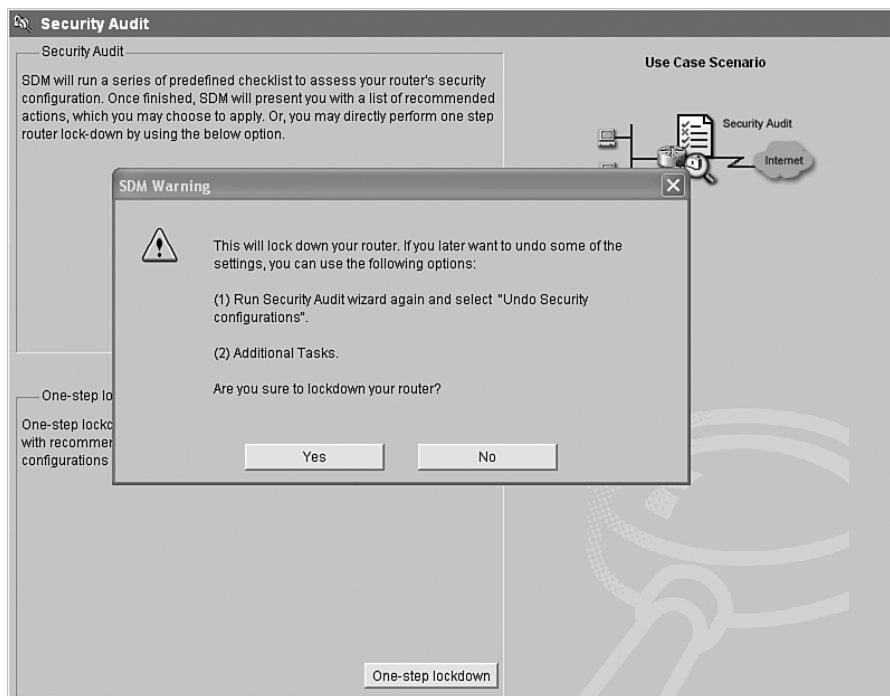 Security Audit
Security Audit
SDM will run a series of predefined checklist to assess your router's security
configuration. Once finished, SDM will present you with a list of recommended
actions, which you may choose to apply. Or, you may directly perform one step
router lock-down by using the below option.
Use Case Scenario
Security Audit
Internet
SDM Warning
This will lock down your router. If you later want to undo some of the
settings, you can use the following options:
(1) Run Security Audit wizard again and select "Undo Security
configurations".
(2) Additional Tasks.
Are you sure to lockdown your router?
Yes
No
One-step lo
One-step lockd
with recommer
configurations
One-step lockdown